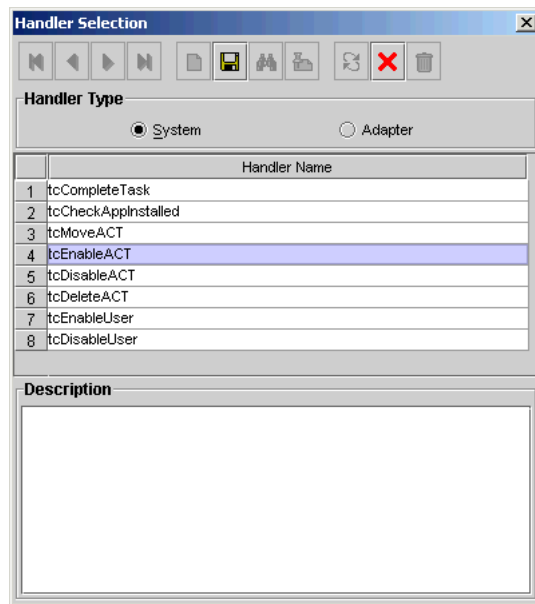 Handler Selection
Handler Type
System Adapter
Handler Name
1 tcCompleteTask
2 tcCheckAppInstalled
3 tcMoveACT
4 tcEnableACT
5 tcDisableACT
6 tcDeleteACT
7 tcEnableUser
8 tcDisableUser
Description